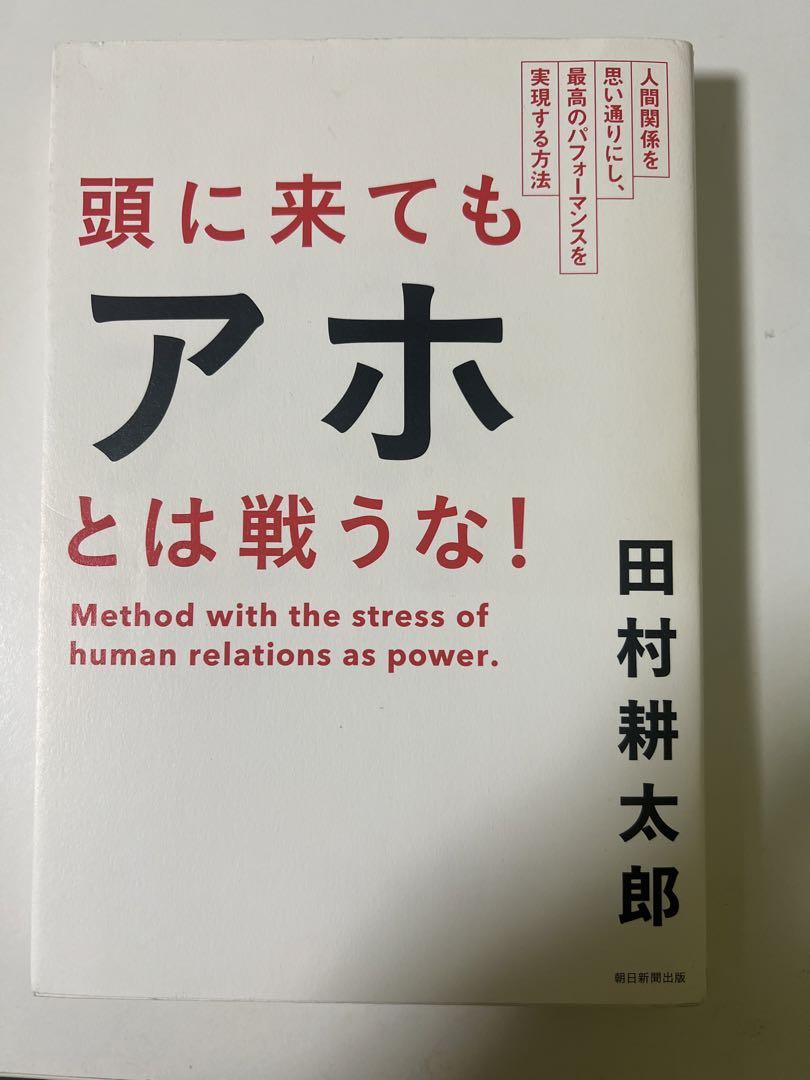 人間関係を
思い通りにし、
最高のパフォーマンスを
実現する方法
頭に来ても
アホ
とは戦うな!
Method with the stress of
human relations as power.
田村耕太郎
朝日新聞出版